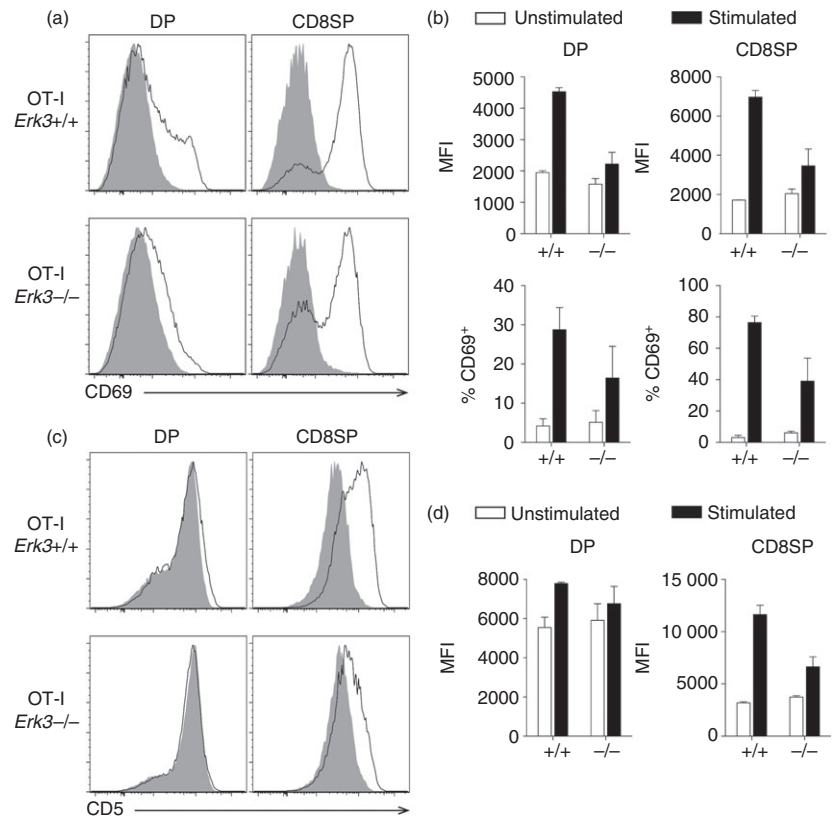 (a)
DP
CD8SP
OT-I
Erk3+/+
OT-I
Erk3–/–
CD69
(b)
Unstimulated
Stimulated
DP
5000
4000
3000
2000
1000
0
MFI
+/+
–/–
CD8SP
8000
6000
4000
2000
0
MFI
+/+
–/–
40
30
20
10
0
% CD69+
+/+
–/–
100
80
60
40
20
0
% CD69+
+/+
–/–
(c)
DP
CD8SP
OT-I
Erk3+/+
OT-I
Erk3–/–
CD5
(d)
Unstimulated
Stimulated
DP
8000
6000
4000
2000
0
MFI
+/+
–/–
CD8SP
15 000
10 000
5000
0
MFI
+/+
–/–